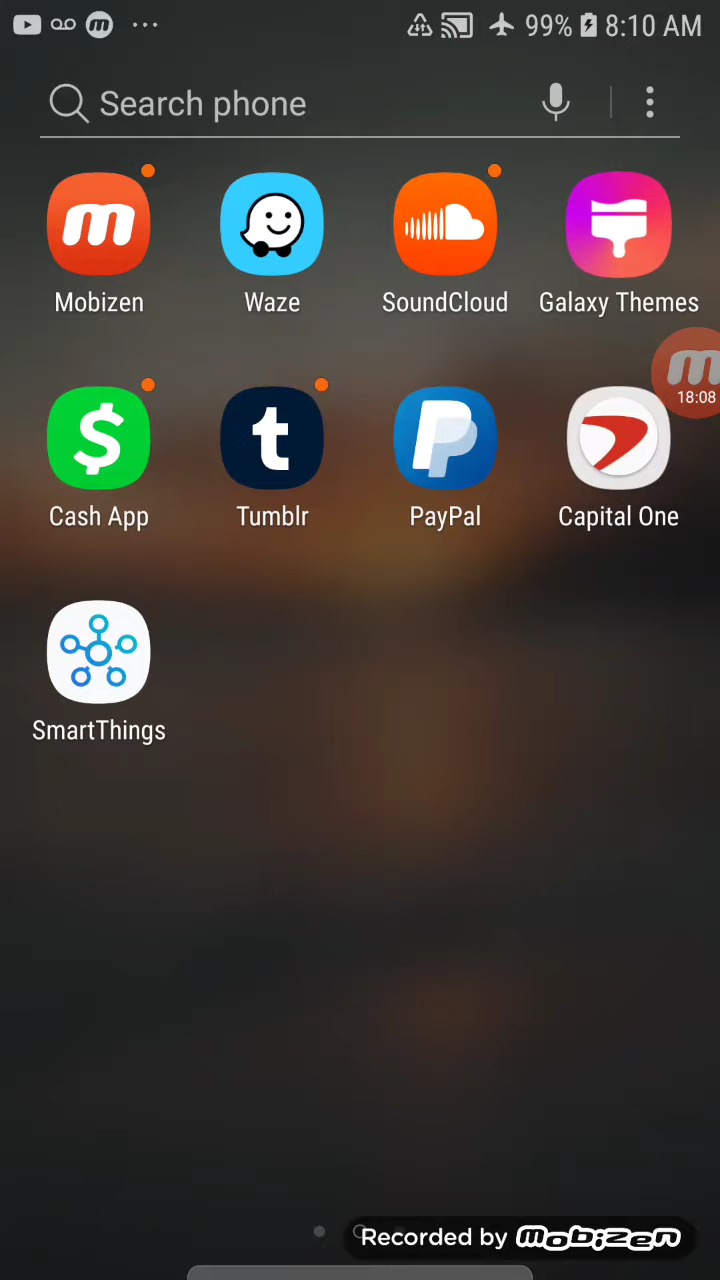 99% 8:10 AM
Search phone
Mobizen Waze SoundCloud Galaxy Themes
18:08
Cash App Tumblr PayPal Capital One
SmartThings
Recorded by mobizen